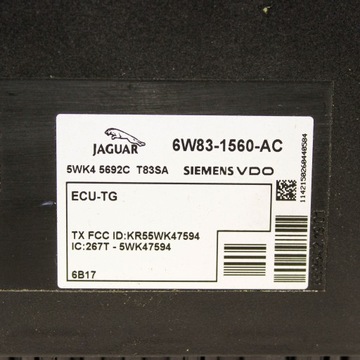 JAGUAR
6W83-1560-AC
5WK4 5692C T83SA SIEMENS VDO
ECU-TG
TX FCC ID:KR55WK47594
IC:267T - 5WK47594
6B17
1142150260440504